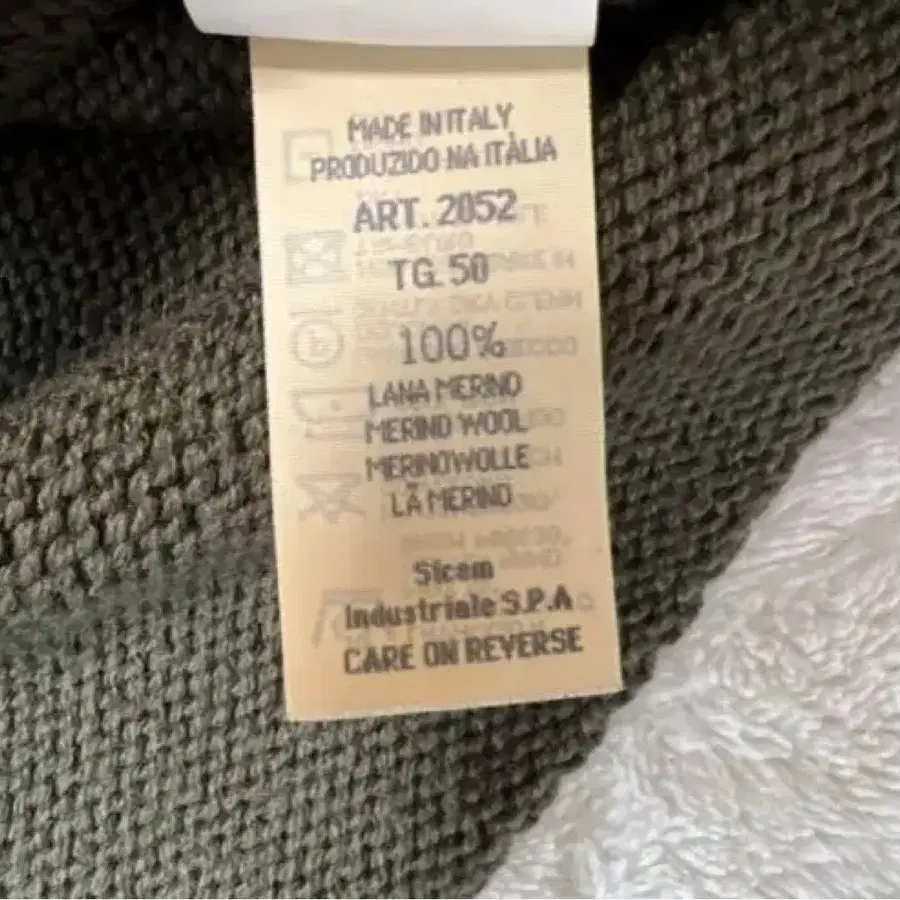 MADE IN ITALY
PRODUZIDO NA ITÀLIA
ART. 2052
TG. 50
100%
LANA MERINO
MERINO WOOL
MERINOWOLLE
LÃ MERINO
Sicem
Industriale S.P.A
CARE ON REVERSE